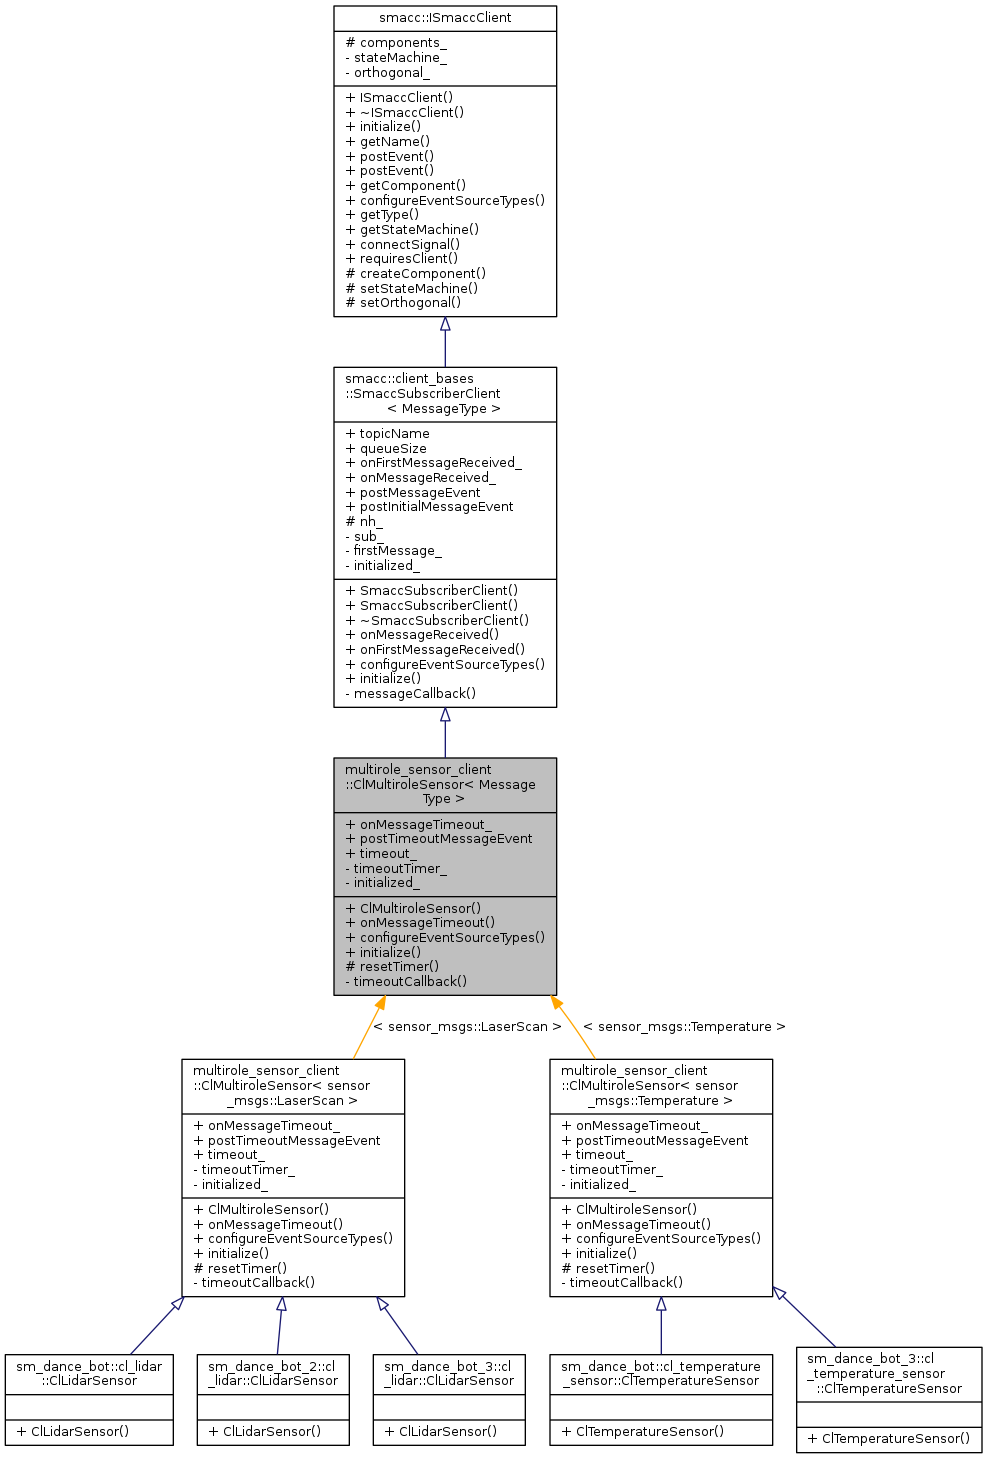 smacc::ISmaccClient
# components_
- stateMachine_
- orthogonal_
+ ISmaccClient()
+ ~ISmaccClient()
+ initialize()
+ getName()
+ postEvent()
+ postEvent()
+ getComponent()
+ configureEventSourceTypes()
+ getType()
+ getStateMachine()
+ connectSignal()
+ requiresClient()
# createComponent()
# setStateMachine()
# setOrthogonal()
smacc::client_bases
::SmaccSubscriberClient
< MessageType >
+ topicName
+ queueSize
+ onFirstMessageReceived_
+ onMessageReceived_
+ postMessageEvent
+ postInitialMessageEvent
# nh_
- sub_
- firstMessage_
- initialized_
+ SmaccSubscriberClient()
+ SmaccSubscriberClient()
+ ~SmaccSubscriberClient()
+ onMessageReceived()
+ onFirstMessageReceived()
+ configureEventSourceTypes()
+ initialize()
- messageCallback()
multirole_sensor_client
::ClMultiroleSensor< Message
Type >
+ onMessageTimeout_
+ postTimeoutMessageEvent
+ timeout_
- timeoutTimer_
- initialized_
+ ClMultiroleSensor()
+ onMessageTimeout()
+ configureEventSourceTypes()
+ initialize()
# resetTimer()
- timeoutCallback()
< sensor_msgs::LaserScan >
< sensor_msgs::Temperature >
multirole_sensor_client
::ClMultiroleSensor< sensor
_msgs::LaserScan >
+ onMessageTimeout_
+ postTimeoutMessageEvent
+ timeout_
- timeoutTimer_
- initialized_
+ ClMultiroleSensor()
+ onMessageTimeout()
+ configureEventSourceTypes()
+ initialize()
# resetTimer()
- timeoutCallback()
multirole_sensor_client
::ClMultiroleSensor< sensor
_msgs::Temperature >
+ onMessageTimeout_
+ postTimeoutMessageEvent
+ timeout_
- timeoutTimer_
- initialized_
+ ClMultiroleSensor()
+ onMessageTimeout()
+ configureEventSourceTypes()
+ initialize()
# resetTimer()
- timeoutCallback()
sm_dance_bot::cl_lidar
::ClLidarSensor
+ ClLidarSensor()
sm_dance_bot_2::cl
_lidar::ClLidarSensor
+ ClLidarSensor()
sm_dance_bot_3::cl
_lidar::ClLidarSensor
+ ClLidarSensor()
sm_dance_bot::cl_temperature
_sensor::ClTemperatureSensor
+ ClTemperatureSensor()
sm_dance_bot_3::cl
_temperature_sensor
::ClTemperatureSensor
+ ClTemperatureSensor()